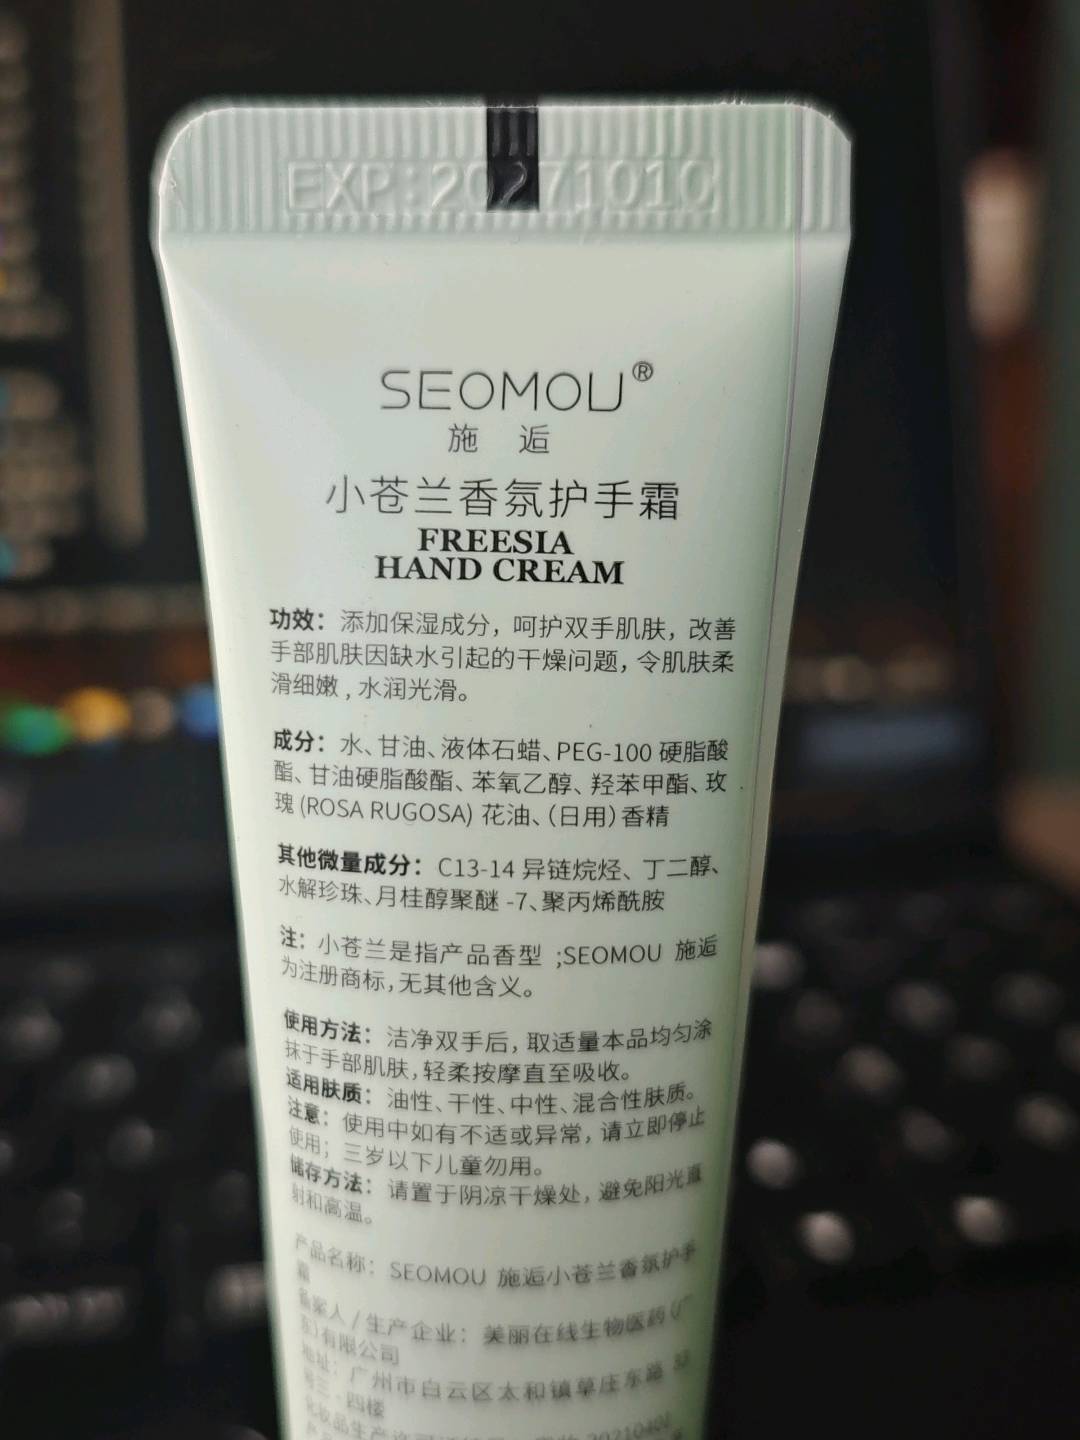 EXP:20271010
SEOMOU®
施 逅
小苍兰香氛护手霜
FREESIA
HAND CREAM
功效：添加保湿成分，呵护双手肌肤，改善
手部肌肤因缺水引起的干燥问题，令肌肤柔
滑细嫩，水润光滑。
成分：水、甘油、液体石蜡、PEG-100 硬脂酸
酯、甘油硬脂酸酯、苯氧乙醇、羟苯甲酯、玫
瑰 (ROSA RUGOSA) 花油、（日用）香精
其他微量成分：C13-14 异链烷烃、丁二醇、
水解珍珠、月桂醇聚醚 -7、聚丙烯酰胺
注：小苍兰是指产品香型 ;SEOMOU 施逅
为注册商标，无其他含义。
使用方法：洁净双手后，取适量本品均匀涂
抹于手部肌肤，轻柔按摩直至吸收。
适用肤质：油性、干性、中性、混合性肤质。
注意：使用中如有不适或异常，请立即停止
使用；三岁以下儿童勿用。
储存方法：请置于阴凉干燥处，避免阳光直
射和高温。
产品名称：SEOMOU 施逅小苍兰香氛护手
霜
备案人 / 生产企业：美丽在线生物医药（广
东）有限公司
地址：广州市白云区太和镇草庄东路
三 - 四楼
化妆品生产许可